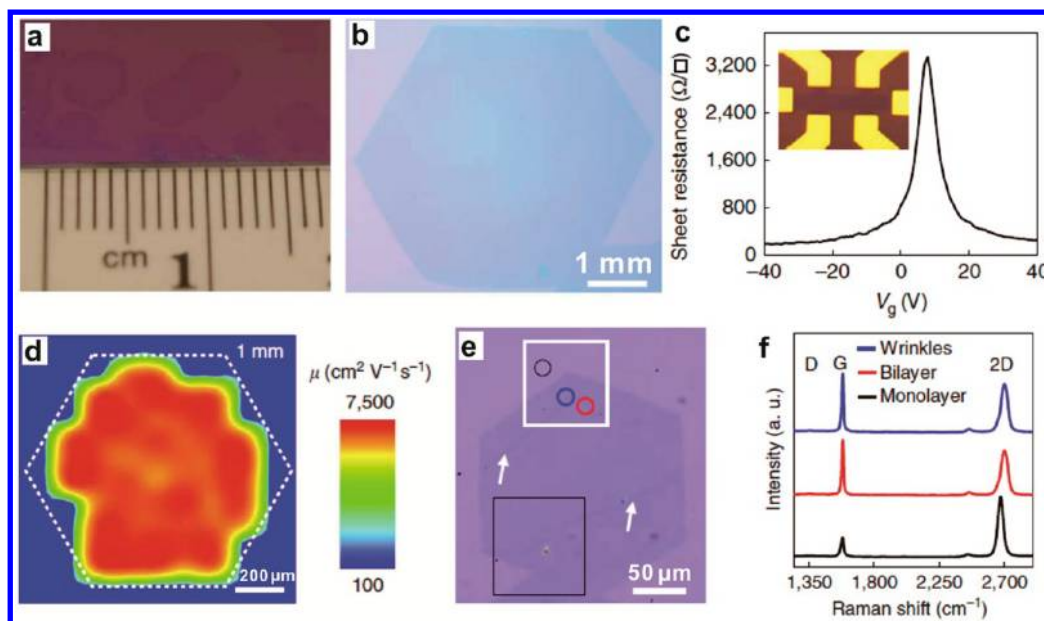 a
cm 1
b
1 mm
c
Sheet resistance (Ω/□)
3,200
2,400
1,600
800
0
−40 −20 0 20 40
Vg (V)
d
1 mm
200 μm
μ (cm² V⁻¹s⁻¹)
7,500
100
e
50 μm
f
Wrinkles
Bilayer
Monolayer
D G 2D
Intensity (a. u.)
1,350 1,800 2,250 2,700
Raman shift (cm⁻¹)